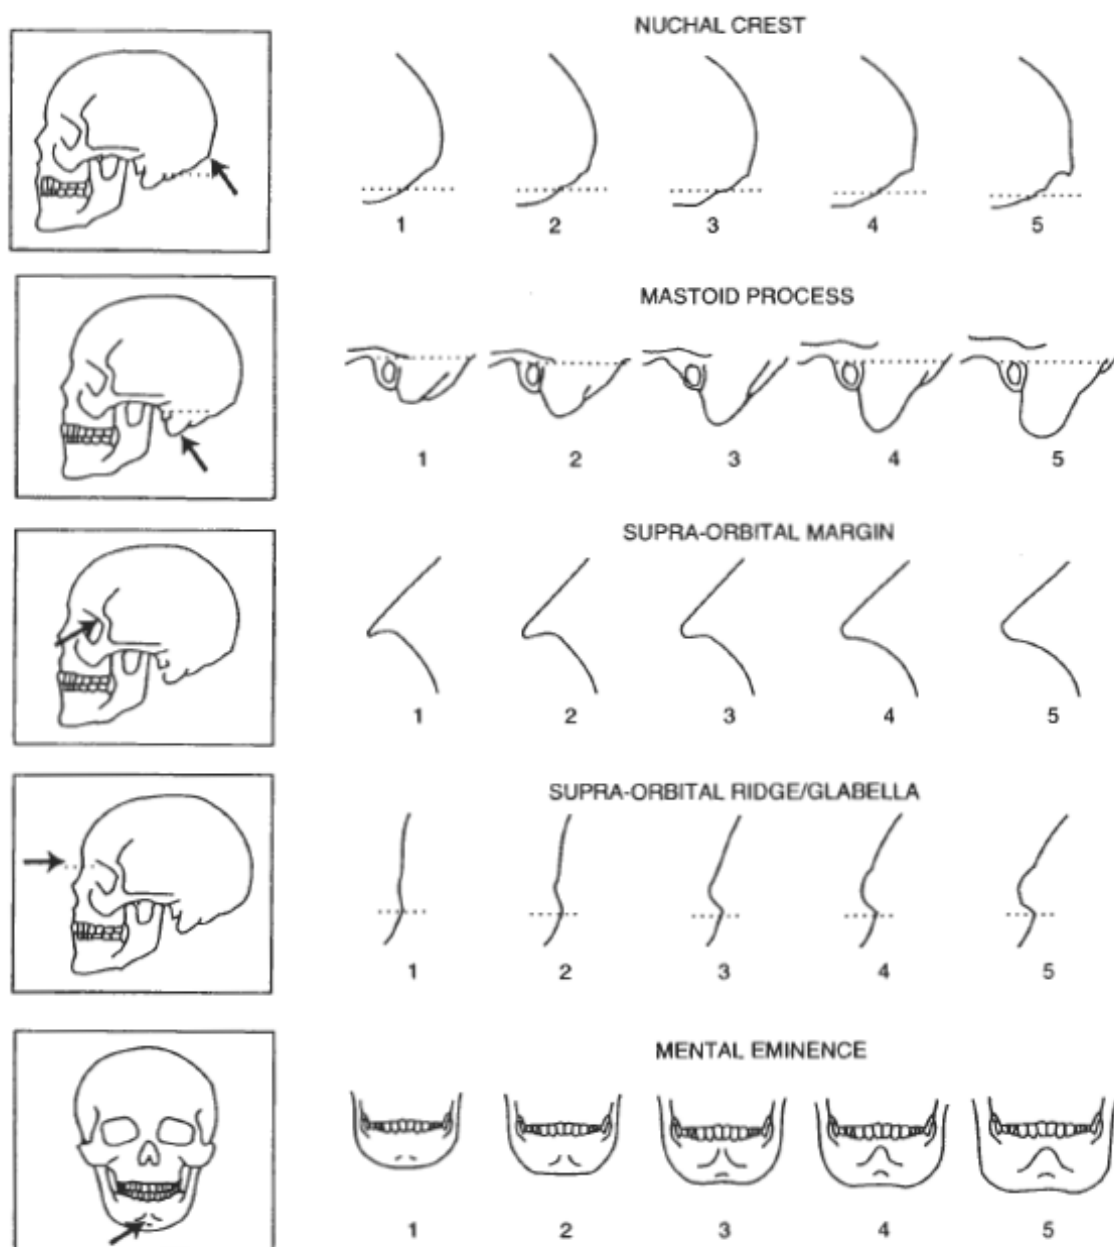 NUCHAL CREST
1 2 3 4 5
MASTOID PROCESS
1 2 3 4 5
SUPRA-ORBITAL MARGIN
1 2 3 4 5
SUPRA-ORBITAL RIDGE/GLABELLA
1 2 3 4 5
MENTAL EMINENCE
1 2 3 4 5